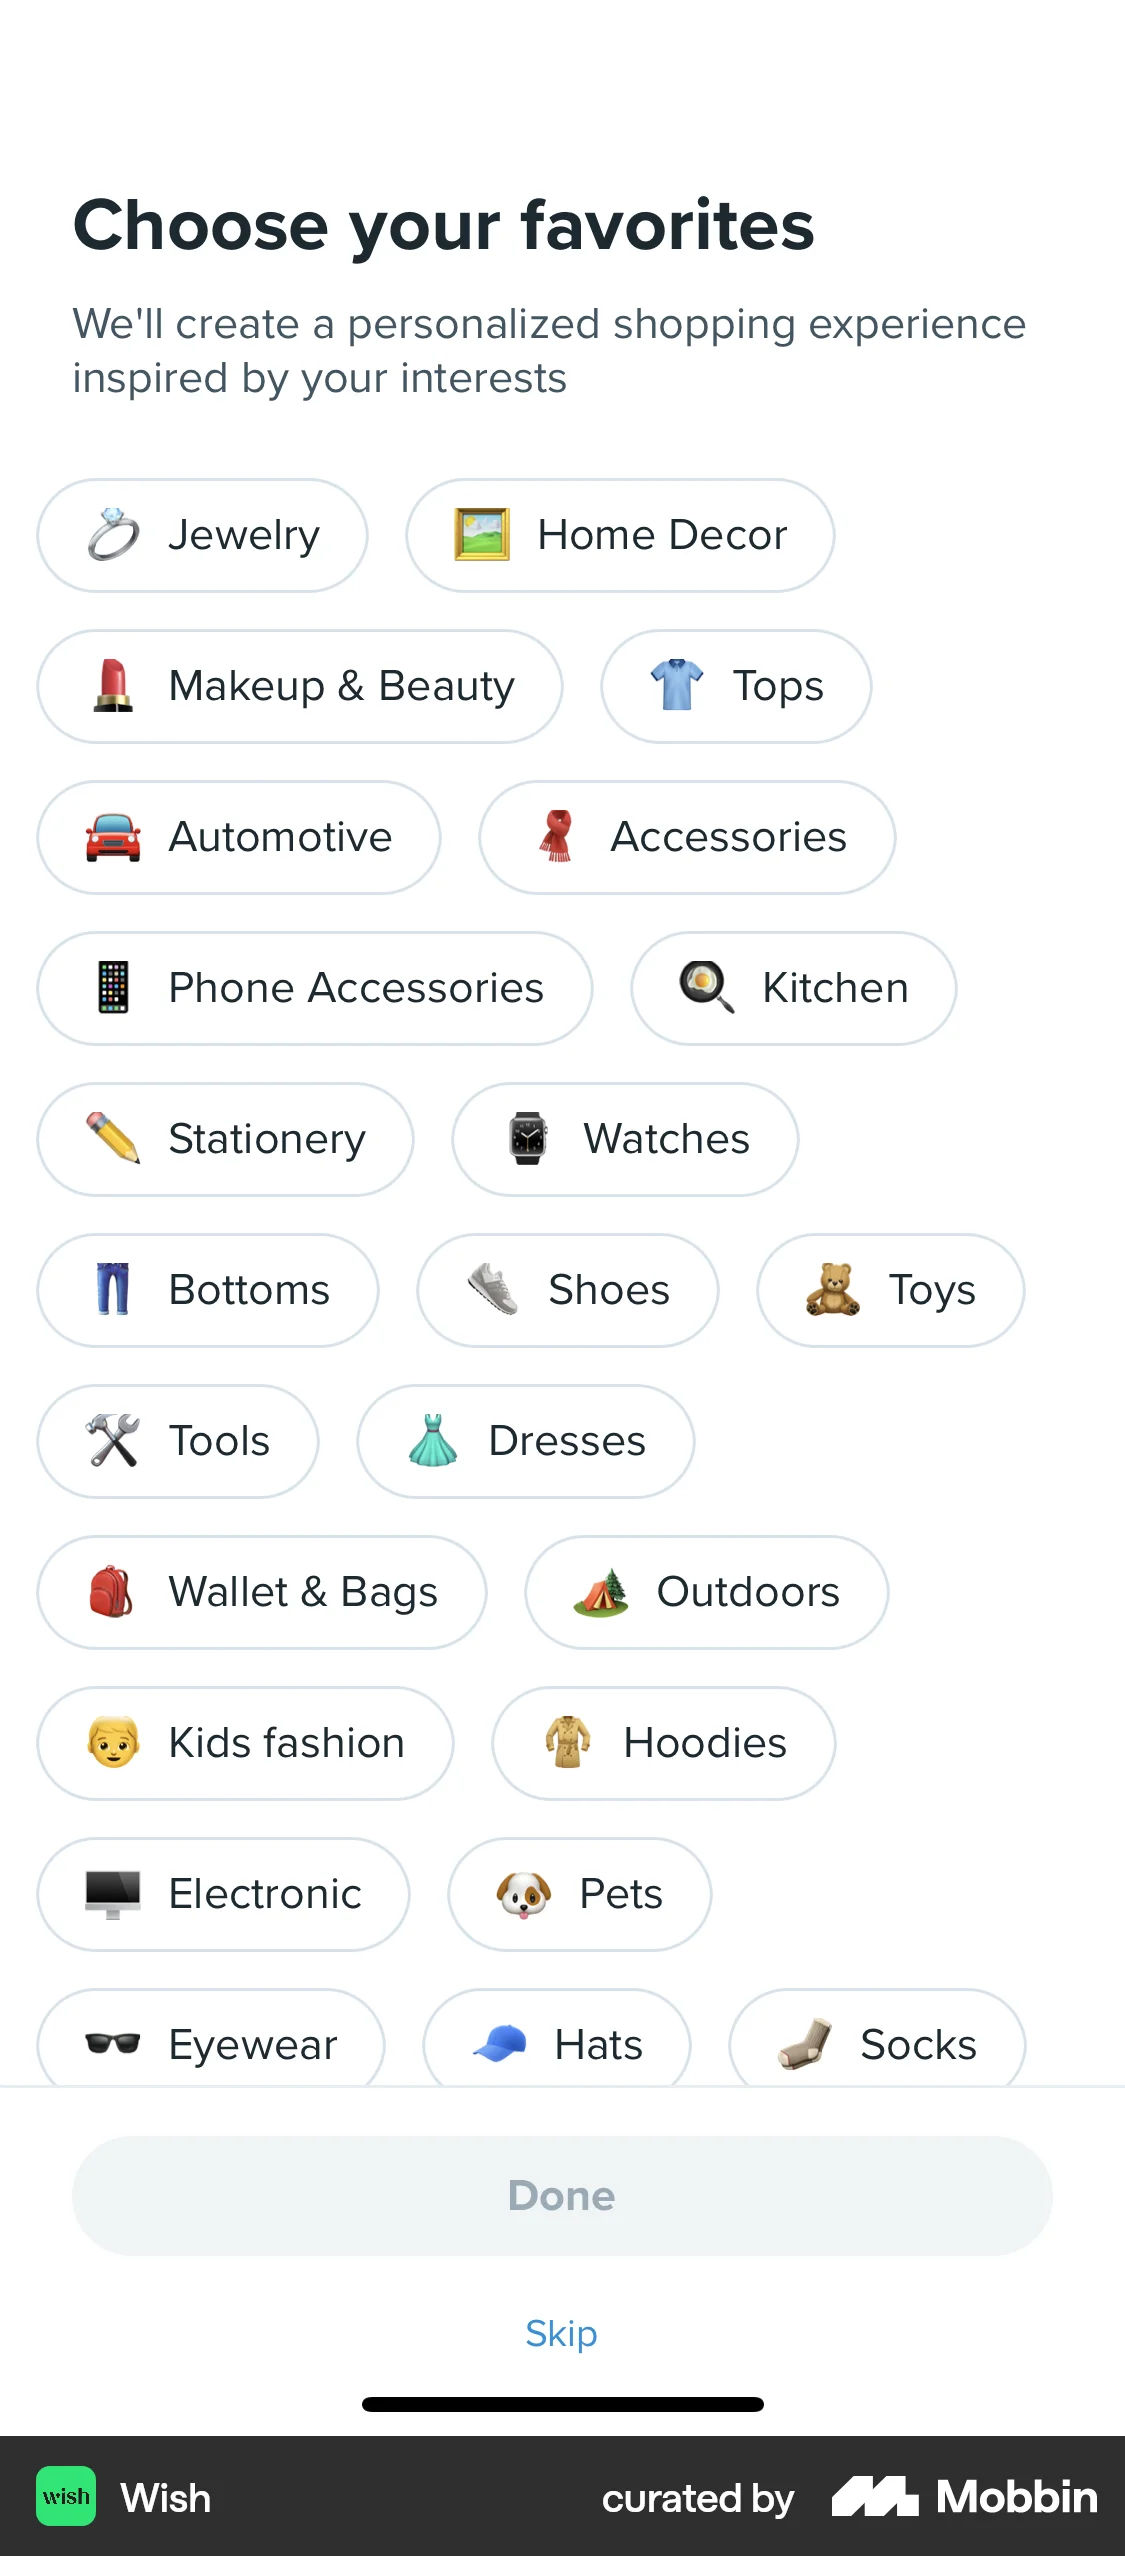 Choose your favorites
We'll create a personalized shopping experience
inspired by your interests
Jewelry
Home Decor
Makeup & Beauty
Tops
Automotive
Accessories
Phone Accessories
Kitchen
Stationery
Watches
Bottoms
Shoes
Toys
Tools
Dresses
Wallet & Bags
Outdoors
Kids fashion
Hoodies
Electronic
Pets
Eyewear
Hats
Socks
Done
Skip
wish
Wish
curated by
Mobbin